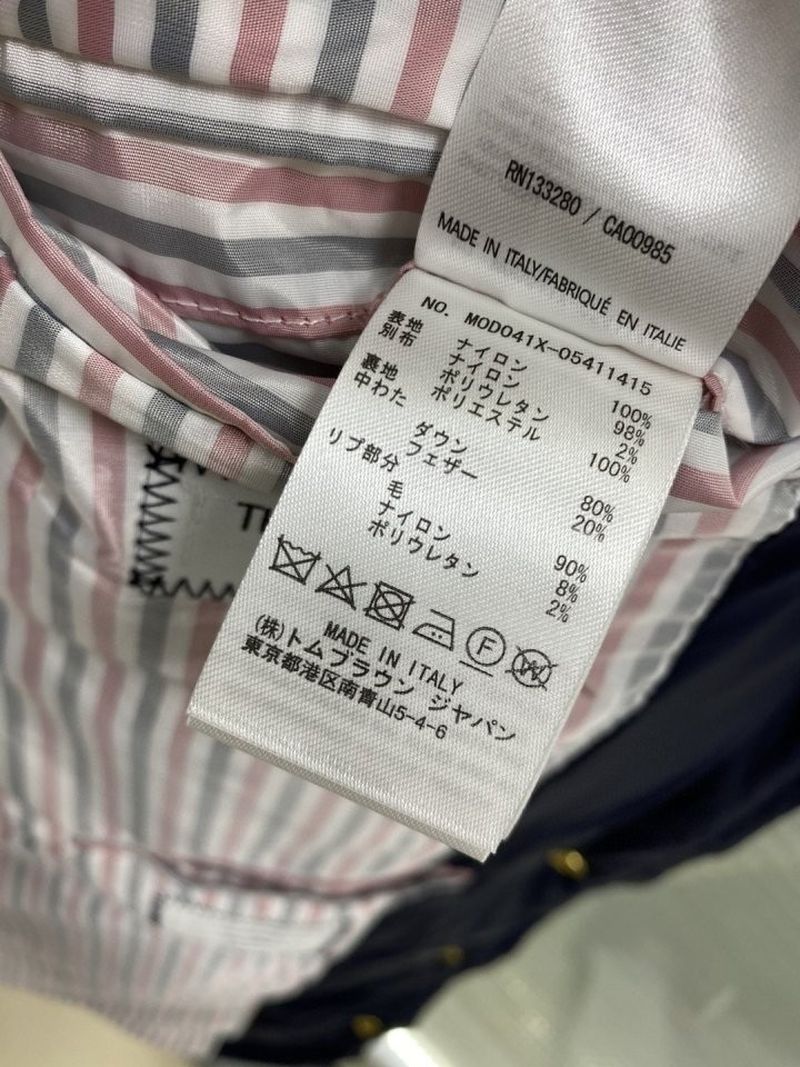 RN133280 / CA00985
MADE IN ITALY/FABRIQUÉ EN ITALIE
NO. MOD041X-05411415
表地 ナイロン 100%
別布 ナイロン 98%
ポリウレタン 2%
裏地 ポリエステル 100%
中わた
ダウン 80%
フェザー 20%
リブ部分
毛 90%
ナイロン 8%
ポリウレタン 2%
F
W
MADE IN ITALY
(株)トムブラウン ジャパン
東京都港区南青山5-4-6